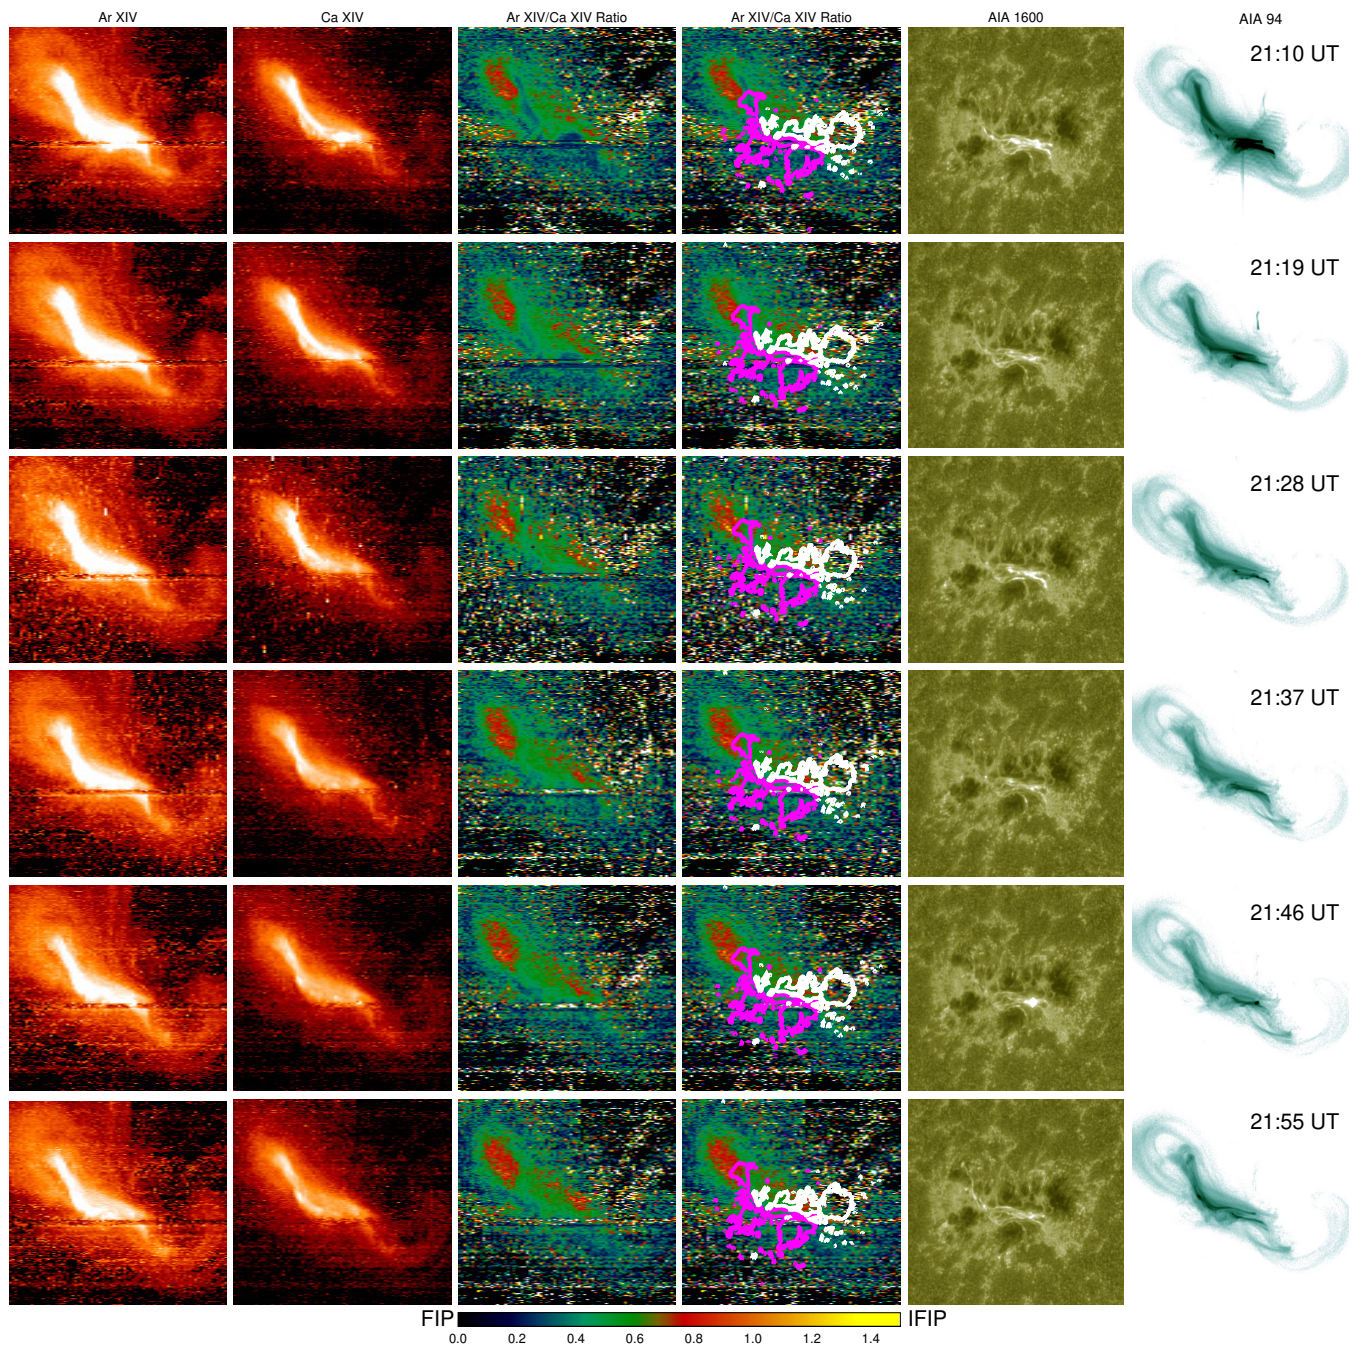 Ar XIV
Ca XIV
Ar XIV/Ca XIV Ratio
Ar XIV/Ca XIV Ratio
AIA 1600
AIA 94
21:10 UT
21:19 UT
21:28 UT
21:37 UT
21:46 UT
21:55 UT
FIP
IFIP
0.0 0.2 0.4 0.6 0.8 1.0 1.2 1.4